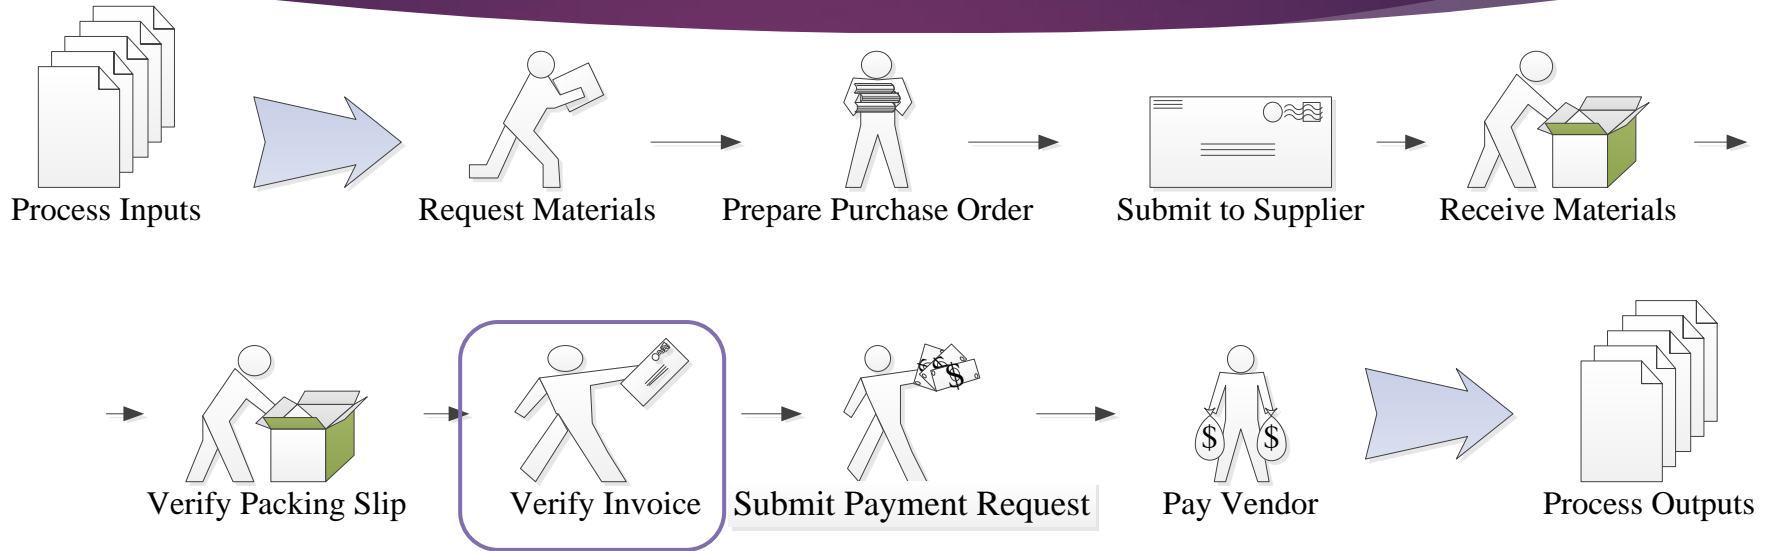 Process Inputs
Request Materials
Prepare Purchase Order
Submit to Supplier
Receive Materials
$ $ $
$ $
Verify Packing Slip
Verify Invoice
Submit Payment Request
Pay Vendor
Process Outputs